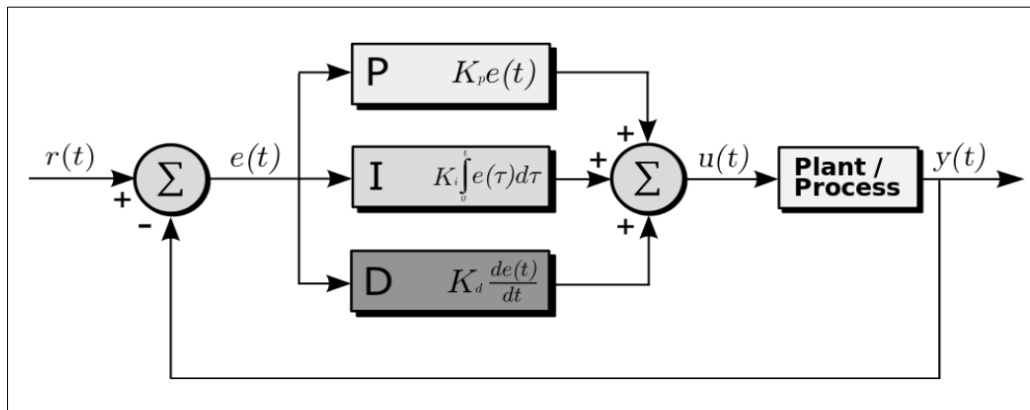 r(t)
+
-
Σ
e(t)
P K_p e(t)
I K_i ∫_0^t e(τ)dτ
D K_d de(t)/dt
+
+
+
Σ
u(t)
Plant /
Process
y(t)